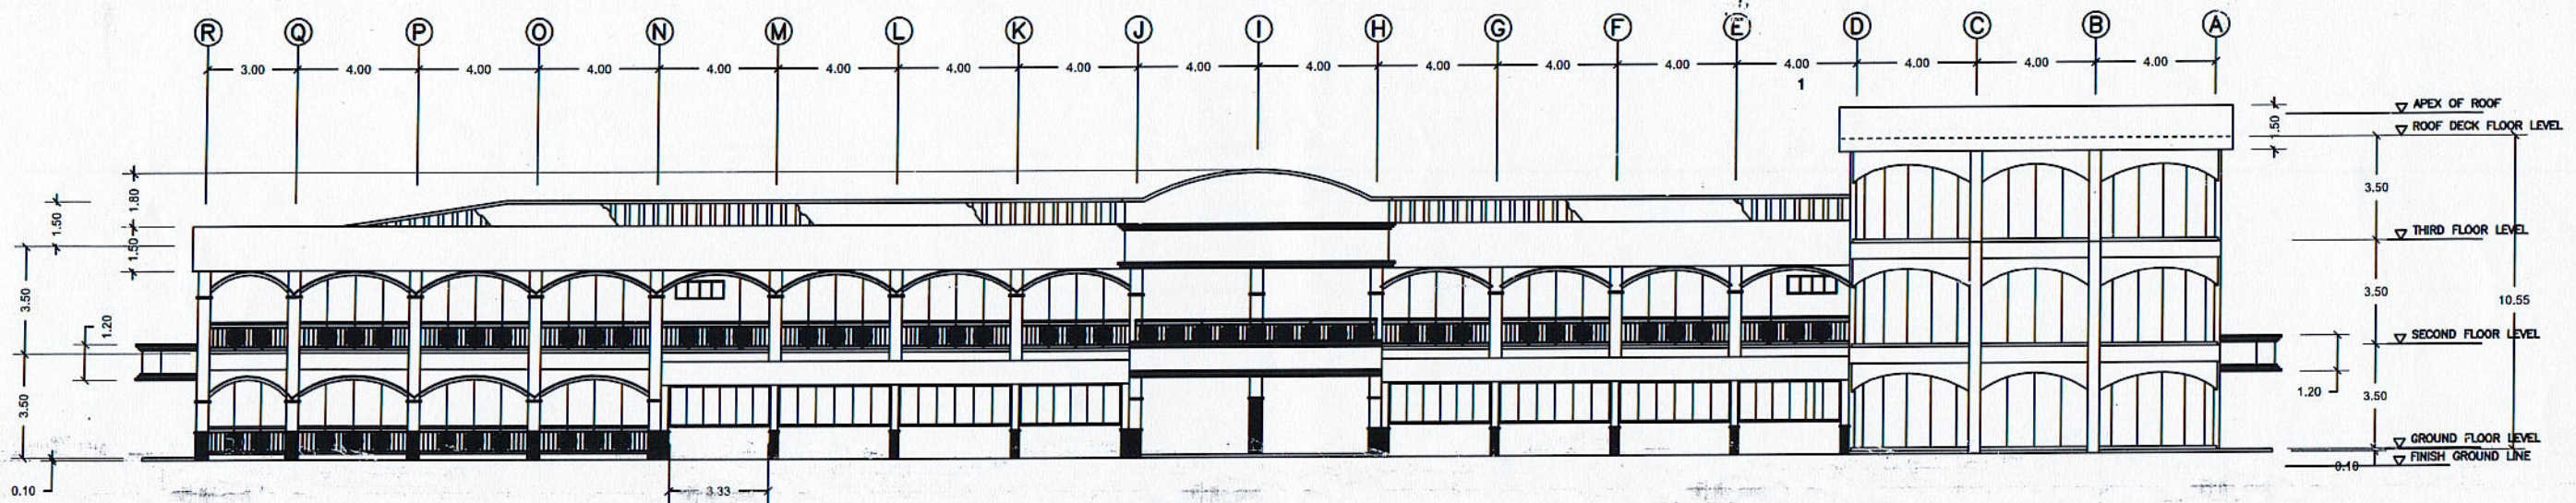 R Q P O N M L K J I H G F E D C B A
3.00 4.00 4.00 4.00 4.00 4.00 4.00 4.00 4.00 4.00 4.00 4.00 4.00 4.00 4.00 4.00 4.00
1
APEX OF ROOF
1.50
ROOF DECK FLOOR LEVEL
1.80
3.50
1.50
THIRD FLOOR LEVEL
1.50
3.50
3.50
10.55
1.20
SECOND FLOOR LEVEL
1.20
3.50
3.50
GROUND FLOOR LEVEL
FINISH GROUND LINE
0.10
0.10
3.33